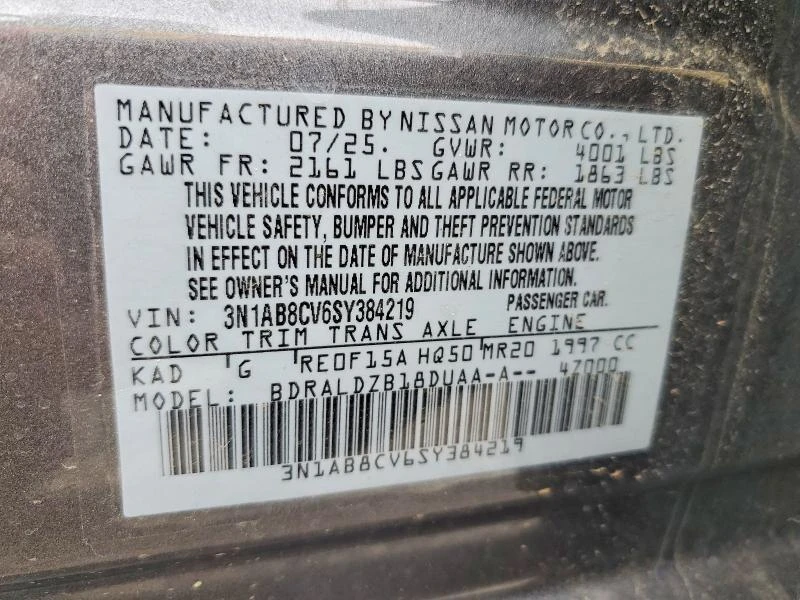 MANUFACTURED BY NISSAN MOTOR CO., LTD.
DATE: 07/25. GVWR: 4001 LBS
GAWR FR: 2161 LBS GAWR RR: 1863 LBS
THIS VEHICLE CONFORMS TO ALL APPLICABLE FEDERAL MOTOR
VEHICLE SAFETY, BUMPER AND THEFT PREVENTION STANDARDS
IN EFFECT ON THE DATE OF MANUFACTURE SHOWN ABOVE.
SEE OWNER'S MANUAL FOR ADDITIONAL INFORMATION.
VIN: 3N1AB8CV6SY384219 PASSENGER CAR.
COLOR TRIM TRANS AXLE ENGINE
KAD G RE0F15A HQ50 MR20 1997 CC
MODEL: BDRALDZB18DUAA-A-- 47000
3N1AB8CV6SY384219